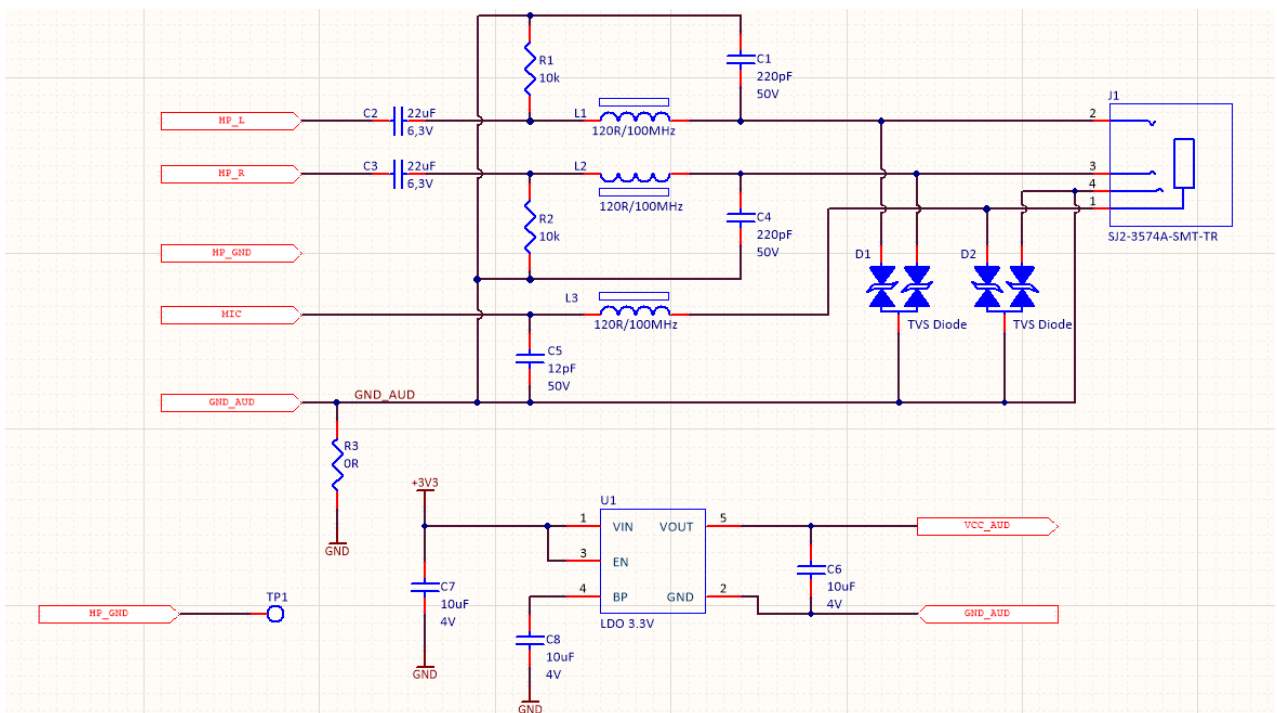 R1
10k
C1
220pF
50V
J1
HP_L
C2
22uF
6,3V
L1
120R/100MHz
2
HP_R
C3
22uF
6,3V
L2
120R/100MHz
3
4
1
R2
10k
C4
220pF
50V
SJ2-3574A-SMT-TR
HP_GND
D1
D2
L3
120R/100MHz
MIC
TVS Diode
TVS Diode
C5
12pF
50V
GND_AUD
GND_AUD
R3
0R
GND
+3V3
U1
1
VIN
VOUT
5
VCC_AUD
3
EN
4
BP
GND
2
GND_AUD
LDO 3.3V
C6
10uF
4V
C7
10uF
4V
GND
C8
10uF
4V
GND
HP_GND
TP1